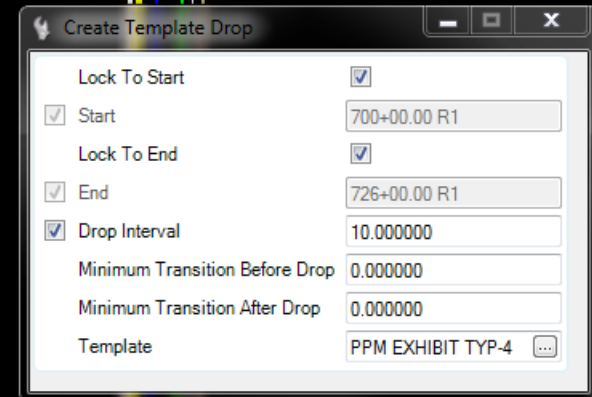 Create Template Drop
Lock To Start
Start 700+00.00 R1
Lock To End
End 726+00.00 R1
Drop Interval 10.000000
Minimum Transition Before Drop 0.000000
Minimum Transition After Drop 0.000000
Template PPM EXHIBIT TYP-4 ...